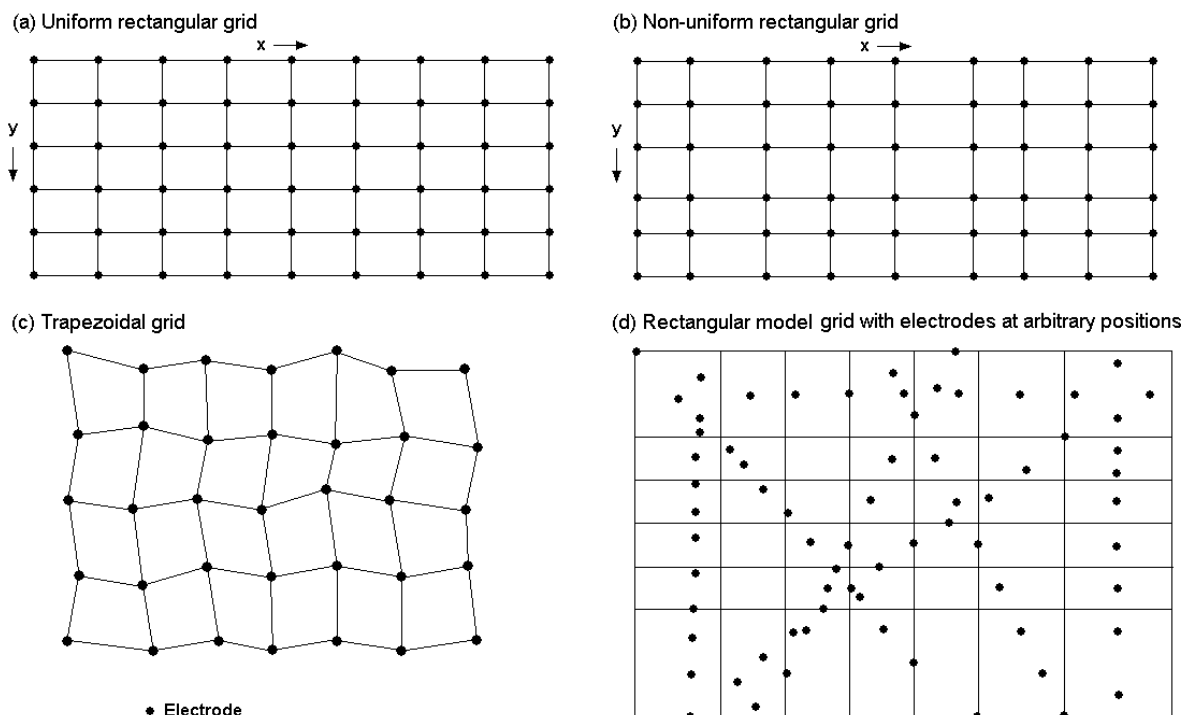 (a) Uniform rectangular grid
x
y
(b) Non-uniform rectangular grid
x
y
(c) Trapezoidal grid
(d) Rectangular model grid with electrodes at arbitrary positions
Electrode